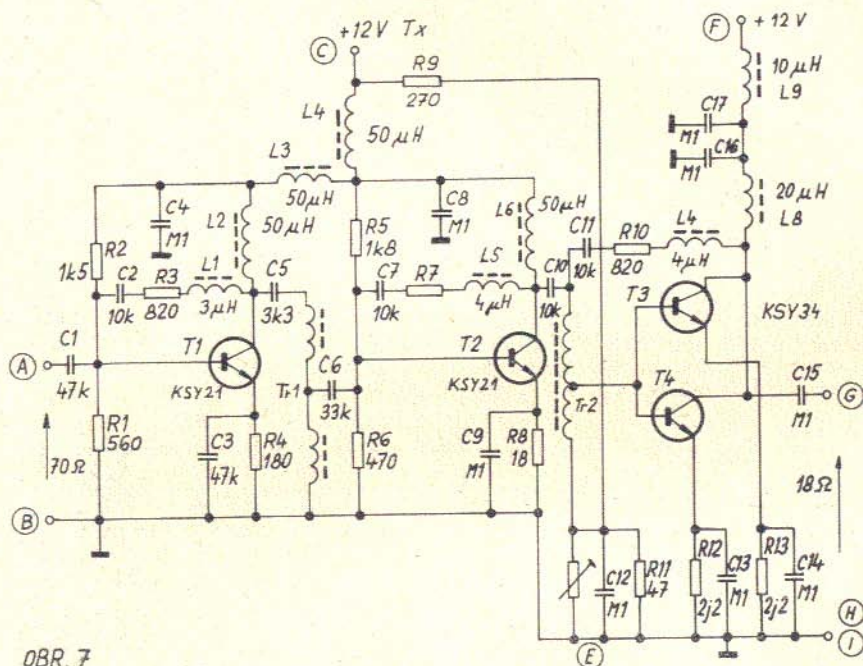 C
+12V Tx
R9
270
L4
50µH
L3
50µH
F
+12V
10µH
L9
C17
M1
C16
M1
20µH
L8
R2
1k5
C4
M1
L2
50µH
R5
1k8
C8
M1
L6
50µH
C11
10k
R10
820
L4
4µH
C2
10k
R3
820
L1
3µH
C5
3k3
C7
10k
R7
L5
4µH
C10
10k
T3
KSY34
A
C1
47k
T1
KSY21
Tr1
C6
33k
T2
KSY21
Tr2
T4
C15
M1
G
R1
560
70Ω
C3
47k
R4
180
R6
470
C9
M1
R8
18
18Ω
B
C12
M1
R11
47
R12
2j2
C13
M1
R13
2j2
C14
M1
H
I
E
OBR. 7